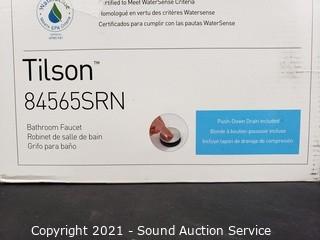 Certified to Meet WaterSense Criteria
Homologué en vertu des critères Watersense
Certificados para cumplir con las pautas WaterSense
Tilson™
84565SRN
Bathroom Faucet
Robinet de salle de bain
Grifo para baño
Push-Down Drain Included
Bonde à bouton-poussoir incluse
Incluye tapón de drenaje de compresión
Copyright 2021 - Sound Auction Service